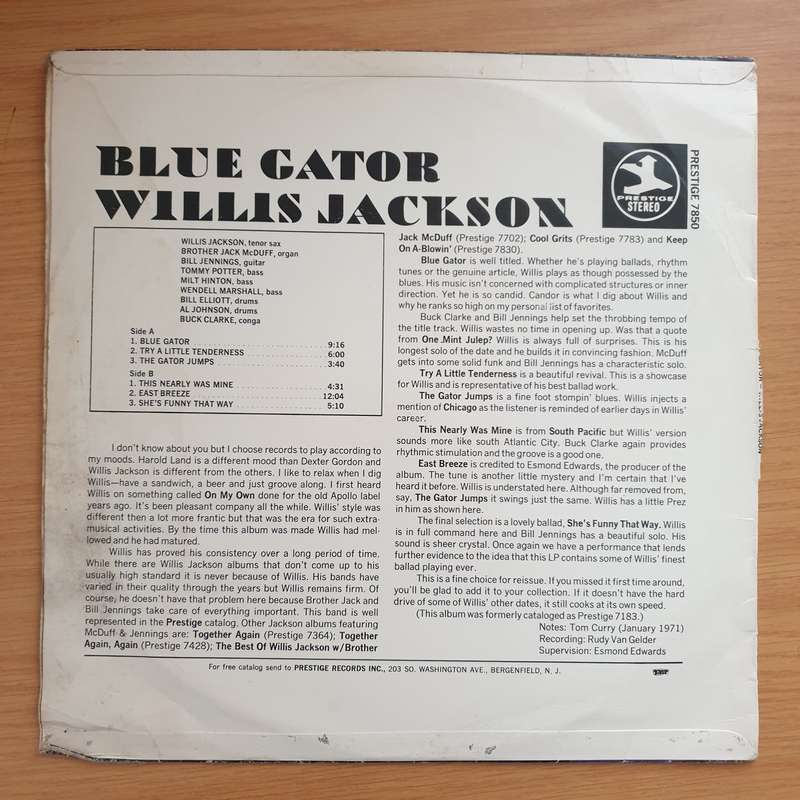 BLUE GATOR
WILLIS JACKSON
PRESTIGE
STEREO
PRESTIGE 7850
WILLIS JACKSON, tenor sax
BROTHER JACK McDUFF, organ
BILL JENNINGS, guitar
TOMMY POTTER, bass
MILT HINTON, bass
WENDELL MARSHALL, bass
BILL ELLIOTT, drums
AL JOHNSON, drums
BUCK CLARKE, conga
Side A
1. BLUE GATOR 9:16
2. TRY A LITTLE TENDERNESS 6:00
3. THE GATOR JUMPS 3:40
Side B
1. THIS NEARLY WAS MINE 4:31
2. EAST BREEZE 12:04
3. SHE'S FUNNY THAT WAY 5:10
I don't know about you but I choose records to play according to
my moods. Harold Land is a different mood than Dexter Gordon and
Willis Jackson is different from the others. I like to relax when I dig
Willis—have a sandwich, a beer and just groove along. I first heard
Willis on something called On My Own done for the old Apollo label
years ago. It's been pleasant company all the while. Willis' style was
different then a lot more frantic but that was the era for such extra-
musical activities. By the time this album was made Willis had mel-
lowed and he had matured.
Willis has proved his consistency over a long period of time.
While there are Willis Jackson albums that don't come up to his
usually high standard it is never because of Willis. His bands have
varied in their quality through the years but Willis remains firm. Of
course, he doesn't have that problem here because Brother Jack and
Bill Jennings take care of everything important. This band is well
represented in the Prestige catalog. Other Jackson albums featuring
McDuff & Jennings are: Together Again (Prestige 7364); Together
Again, Again (Prestige 7428); The Best Of Willis Jackson w/Brother
Jack McDuff (Prestige 7702); Cool Grits (Prestige 7783) and Keep
On A-Blowin' (Prestige 7830).
Blue Gator is well titled. Whether he's playing ballads, rhythm
tunes or the genuine article, Willis plays as though possessed by the
blues. His music isn't concerned with complicated structures or inner
direction. Yet he is so candid. Candor is what I dig about Willis and
why he ranks so high on my personal list of favorites.
Buck Clarke and Bill Jennings help set the throbbing tempo of
the title track. Willis wastes no time in opening up. Was that a quote
from One Mint Julep? Willis is always full of surprises. This is his
longest solo of the date and he builds it in convincing fashion. McDuff
gets into some solid funk and Bill Jennings has a characteristic solo.
Try A Little Tenderness is a beautiful revival. This is a showcase
for Willis and is representative of his best ballad work.
The Gator Jumps is a fine foot stompin' blues. Willis injects a
mention of Chicago as the listener is reminded of earlier days in Willis'
career.
This Nearly Was Mine is from South Pacific but Willis' version
sounds more like south Atlantic City. Buck Clarke again provides
rhythmic stimulation and the groove is a good one.
East Breeze is credited to Esmond Edwards, the producer of the
album. The tune is another little mystery and I'm certain that I've
heard it before. Willis is understated here. Although far removed from,
say, The Gator Jumps it swings just the same. Willis has a little Prez
in him as shown here.
The final selection is a lovely ballad, She's Funny That Way. Willis
is in full command here and Bill Jennings has a beautiful solo. His
sound is sheer crystal. Once again we have a performance that lends
further evidence to the idea that this LP contains some of Willis' finest
ballad playing ever.
This is a fine choice for reissue. If you missed it first time around,
you'll be glad to add it to your collection. If it doesn't have the hard
drive of some of Willis' other dates, it still cooks at its own speed.
(This album was formerly cataloged as Prestige 7183.)
Notes: Tom Curry (January 1971)
Recording: Rudy Van Gelder
Supervision: Esmond Edwards
For free catalog send to PRESTIGE RECORDS INC., 203 SO. WASHINGTON AVE., BERGENFIELD, N. J.